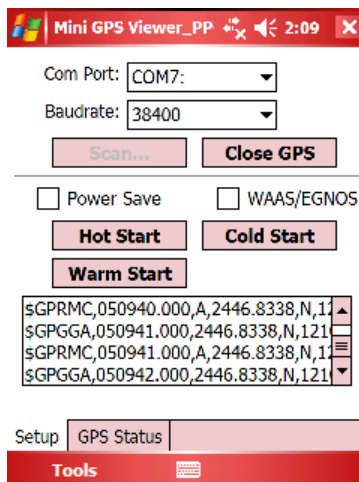 Mini GPS Viewer_PP 2:09
Com Port: COM7:
Baudrate: 38400
Scan... Close GPS
Power Save WAAS/EGNOS
Hot Start Cold Start
Warm Start
$GPRMC,050940.000,A,2446.8338,N,12
$GPGGA,050941.000,2446.8338,N,121
$GPRMC,050941.000,A,2446.8338,N,12
$GPGGA,050942.000,2446.8338,N,121
Setup GPS Status
Tools